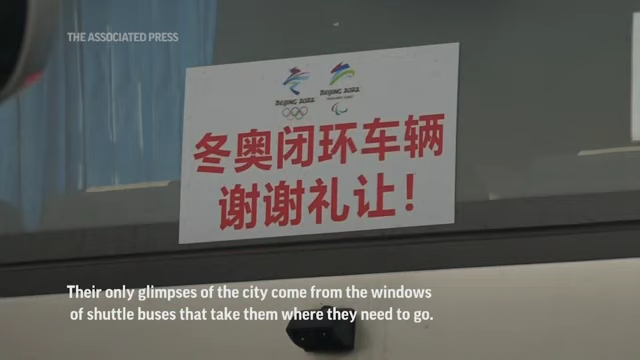 THE ASSOCIATED PRESS
BEIJING 2022
BEIJING 2022
冬奥闭环车辆
谢谢礼让！
Their only glimpses of the city come from the windows
of shuttle buses that take them where they need to go.